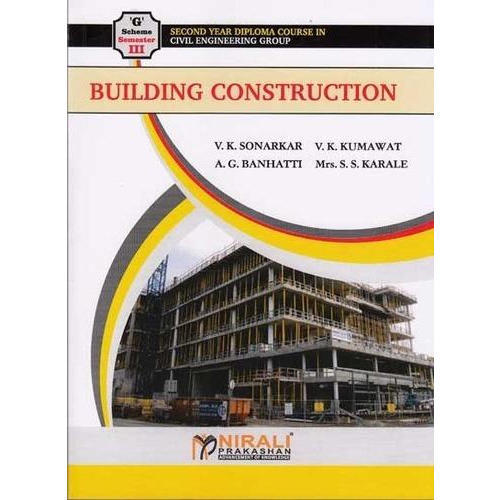 'G'
Scheme
Semester
III
SECOND YEAR DIPLOMA COURSE IN
CIVIL ENGINEERING GROUP
BUILDING CONSTRUCTION
V. K. SONARKAR V. K. KUMAWAT
A. G. BANHATTI Mrs. S. S. KARALE
NIRALI
PRAKASHAN
ADVANCEMENT OF KNOWLEDGE